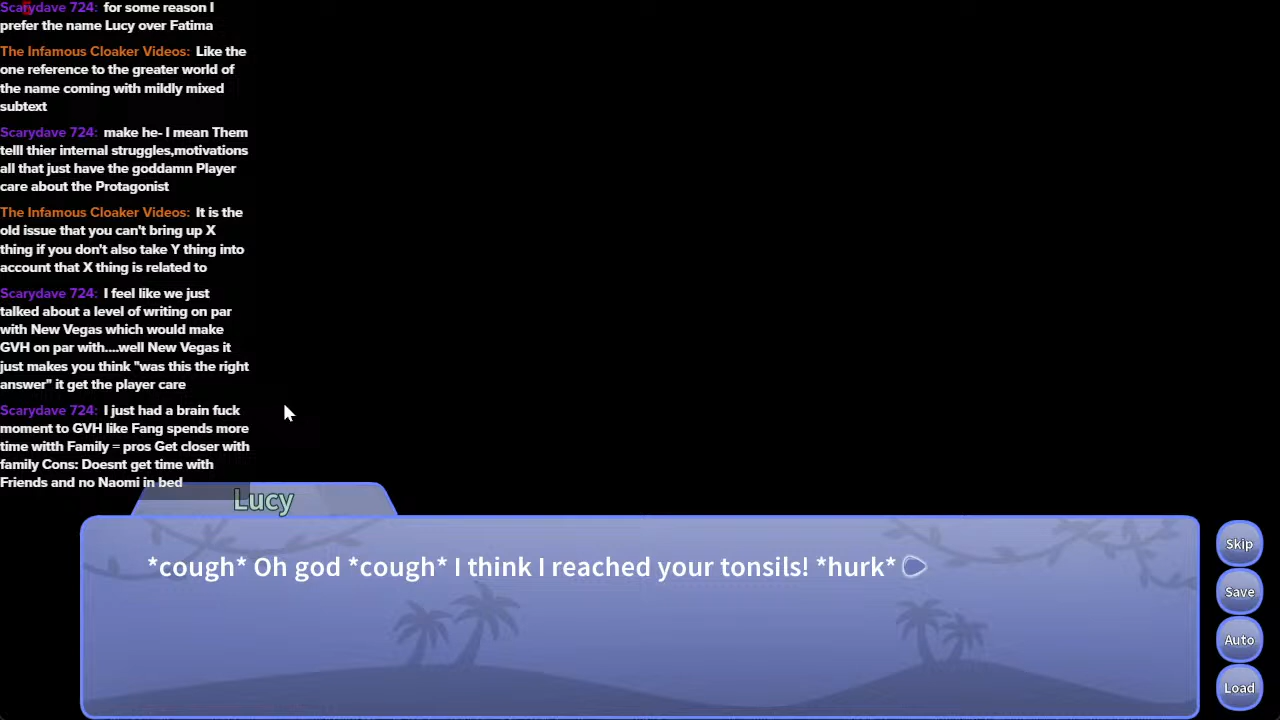 Scarydave 724: for some reason I
prefer the name Lucy over Fatima
The Infamous Cloaker Videos: Like the
one reference to the greater world of
the name coming with mildly mixed
subtext
Scarydave 724: make he- I mean Them
telll thier internal struggles,motivations
all that just have the goddamn Player
care about the Protagonist
The Infamous Cloaker Videos: It is the
old issue that you can't bring up X
thing if you don't also take Y thing into
account that X thing is related to
Scarydave 724: I feel like we just
talked about a level of writing on par
with New Vegas which would make
GVH on par with....well New Vegas it
just makes you think "was this the right
answer" it get the player care
Scarydave 724: I just had a brain fuck
moment to GVH like Fang spends more
time witth Family = pros Get closer with
family Cons: Doesnt get time with
Friends and no Naomi in bed
Lucy
*cough* Oh god *cough* I think I reached your tonsils! *hurk*
Skip
Save
Auto
Load